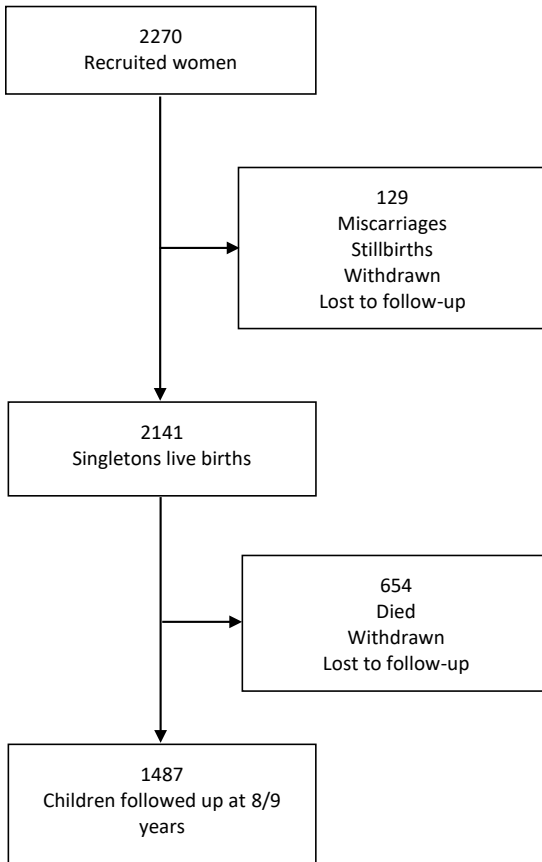 2270
Recruited women
129
Miscarriages
Stillbirths
Withdrawn
Lost to follow-up
2141
Singletons live births
654
Died
Withdrawn
Lost to follow-up
1487
Children followed up at 8/9
years